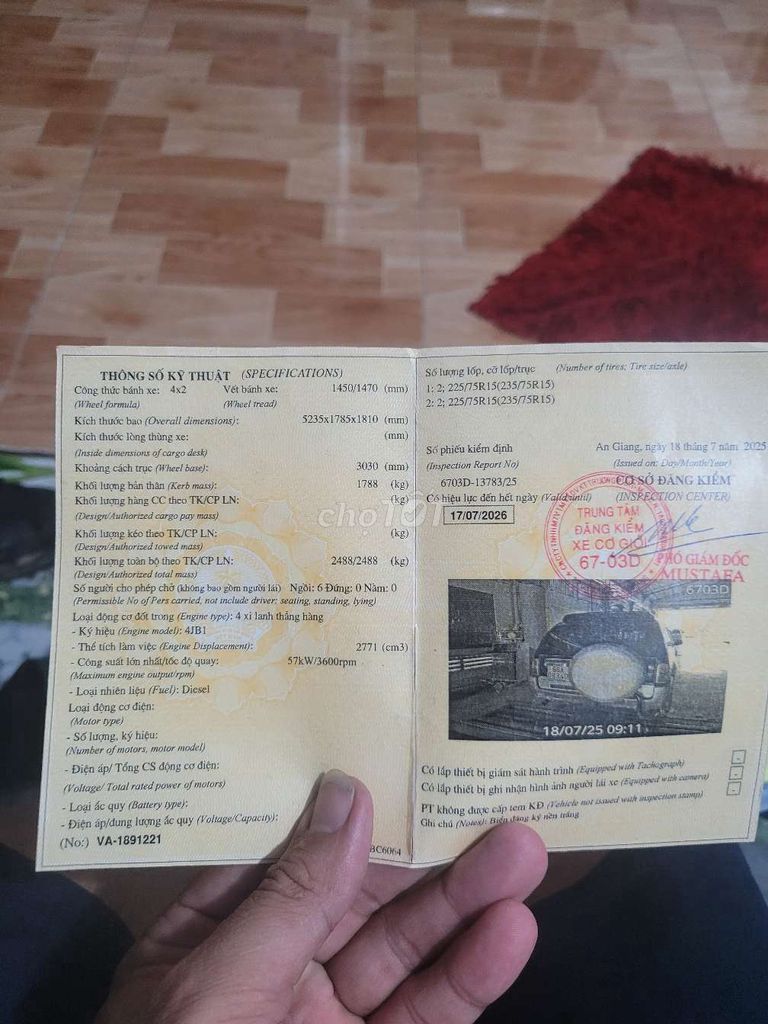 THÔNG SỐ KỸ THUẬT (SPECIFICATIONS)
Công thức bánh xe: 4x2 Vết bánh xe: 1450/1470 (mm)
(Wheel formula) (Wheel tread)
Kích thước bao (Overall dimensions): 5235x1785x1810 (mm)
Kích thước lòng thùng xe: (mm)
(Inside dimensions of cargo desk)
Khoảng cách trục (Wheel base): 3030 (mm)
Khối lượng bản thân (Kerb mass): 1788 (kg)
Khối lượng hàng CC theo TK/CP LN: (kg)
(Design/Authorized cargo pay mass)
Khối lượng kéo theo TK/CP LN: (kg)
(Design/Authorized towed mass)
Khối lượng toàn bộ theo TK/CP LN: 2488/2488 (kg)
(Design/Authorized total mass)
Số người cho phép chở (không bao gồm người lái) Ngồi: 6 Đứng: 0 Nằm: 0
(Permissible No of Pers carried, not include driver: seating, standing, lying)
Loại động cơ đốt trong (Engine type): 4 xi lanh thẳng hàng
- Ký hiệu (Engine model): 4JB1
- Thể tích làm việc (Engine Displacement): 2771 (cm3)
- Công suất lớn nhất/tốc độ quay: 57kW/3600rpm
(Maximum engine output/rpm)
- Loại nhiên liệu (Fuel): Diesel
Loại động cơ điện:
(Motor type)
- Số lượng, ký hiệu:
(Number of motors, motor model)
- Điện áp/ Tổng CS động cơ điện:
(Voltage/ Total rated power of motors)
- Loại ắc quy (Battery type):
- Điện áp/dung lượng ắc quy (Voltage/Capacity):
(No:) VA-1891221
BC6064
Số lượng lốp, cỡ lốp/trục (Number of tires; Tire size/axle)
1: 2; 225/75R15(235/75R15)
2: 2; 225/75R15(235/75R15)
Số phiếu kiểm định An Giang, ngày 18 tháng 7 năm 2025
(Inspection Report No) (Issued on: Day/Month/Year)
6703D-13783/25 CƠ SỞ ĐĂNG KIỂM
Có hiệu lực đến hết ngày (Valid until) (INSPECTION CENTER)
17/07/2026
TRUNG TÂM
ĐĂNG KIỂM
XE CƠ GIỚI
67-03D
PHÓ GIÁM ĐỐC
MUSTAFA
6703D
18/07/25 09:11
Có lắp thiết bị giám sát hành trình (Equipped with Tachograph)
Có lắp thiết bị ghi nhận hình ảnh người lái xe (Equipped with camera)
PT không được cấp tem KĐ (Vehicle not issued with inspection stamp)
Ghi chú (Notes): Biển đăng ký nền trắng
choTOT